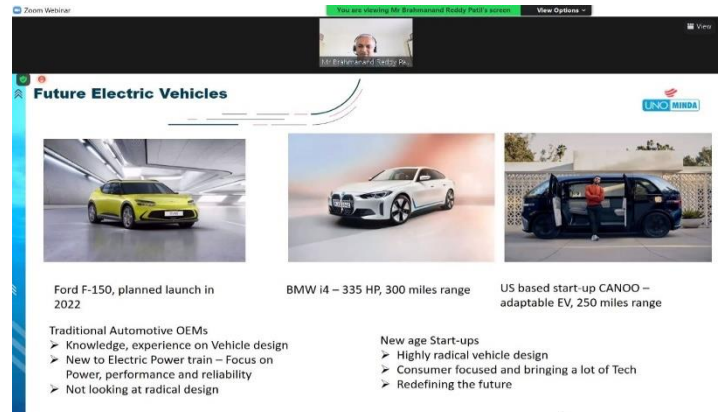 Zoom Webinar
You are viewing Mr Brahmanand Reddy Patil's screen
View Options
View
Mr Brahmanand Reddy Pa...
Future Electric Vehicles
UNO MINDA
Ford F-150, planned launch in
2022
BMW i4 – 335 HP, 300 miles range
US based start-up CANOO –
adaptable EV, 250 miles range
Traditional Automotive OEMs
➢ Knowledge, experience on Vehicle design
➢ New to Electric Power train – Focus on
Power, performance and reliability
➢ Not looking at radical design
New age Start-ups
➢ Highly radical vehicle design
➢ Consumer focused and bringing a lot of Tech
➢ Redefining the future